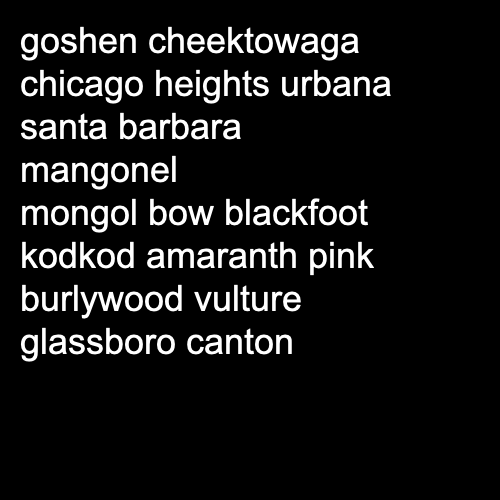 goshen cheektowaga
chicago heights urbana
santa barbara
mangonel
mongol bow blackfoot
kodkod amaranth pink
burlywood vulture
glassboro canton